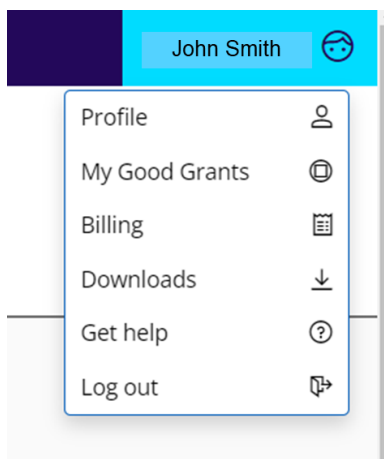 John Smith
Profile
My Good Grants
Billing
Downloads
Get help
Log out